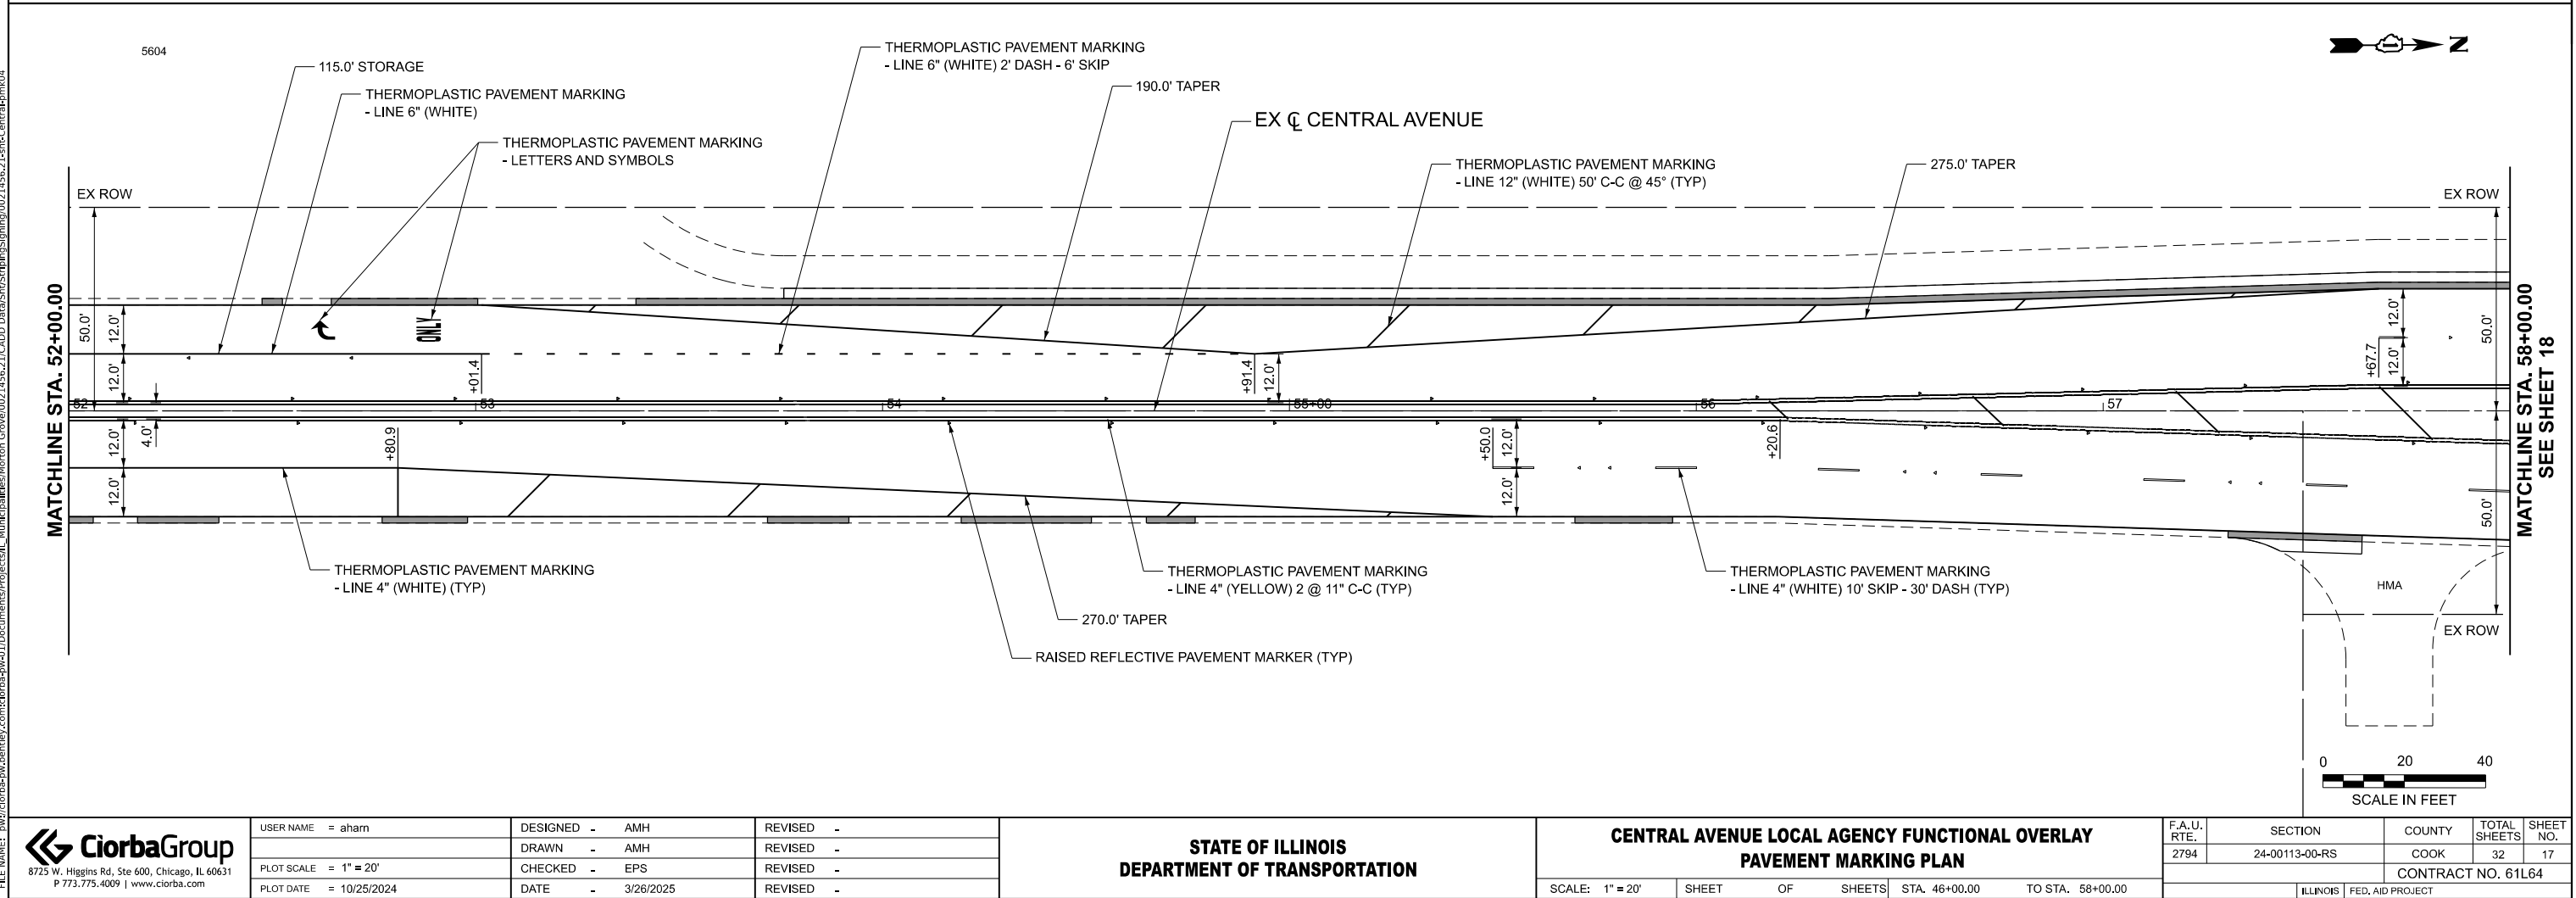 5604
115.0' STORAGE
THERMOPLASTIC PAVEMENT MARKING
- LINE 6" (WHITE)
THERMOPLASTIC PAVEMENT MARKING
- LETTERS AND SYMBOLS
THERMOPLASTIC PAVEMENT MARKING
- LINE 6" (WHITE) 2' DASH - 6' SKIP
190.0' TAPER
EX ℄ CENTRAL AVENUE
THERMOPLASTIC PAVEMENT MARKING
- LINE 12" (WHITE) 50' C-C @ 45° (TYP)
275.0' TAPER
N
EX ROW
EX ROW
MATCHLINE STA. 52+00.00
50.0'
12.0'
12.0'
4.0'
12.0'
12.0'
ONLY
+01.4
+80.9
+91.4
12.0'
+50.0
12.0'
12.0'
+20.6
+67.7
12.0'
12.0'
50.0'
50.0'
52
53
54
55+00
56
57
MATCHLINE STA. 58+00.00
SEE SHEET 18
THERMOPLASTIC PAVEMENT MARKING
- LINE 4" (WHITE) (TYP)
THERMOPLASTIC PAVEMENT MARKING
- LINE 4" (YELLOW) 2 @ 11" C-C (TYP)
270.0' TAPER
RAISED REFLECTIVE PAVEMENT MARKER (TYP)
THERMOPLASTIC PAVEMENT MARKING
- LINE 4" (WHITE) 10' SKIP - 30' DASH (TYP)
HMA
EX ROW
0 20 40
SCALE IN FEET
CiorbaGroup
8725 W. Higgins Rd, Ste 600, Chicago, IL 60631
P 773.775.4009 | www.ciorba.com
USER NAME = aharn
PLOT SCALE = 1" = 20'
PLOT DATE = 10/25/2024
DESIGNED - AMH
DRAWN - AMH
CHECKED - EPS
DATE - 3/26/2025
REVISED -
REVISED -
REVISED -
REVISED -
STATE OF ILLINOIS
DEPARTMENT OF TRANSPORTATION
CENTRAL AVENUE LOCAL AGENCY FUNCTIONAL OVERLAY
PAVEMENT MARKING PLAN
SCALE: 1" = 20' SHEET OF SHEETS STA. 46+00.00 TO STA. 58+00.00
F.A.U. RTE. SECTION COUNTY TOTAL SHEETS SHEET NO.
2794 24-00113-00-RS COOK 32 17
CONTRACT NO. 61L64
ILLINOIS FED. AID PROJECT